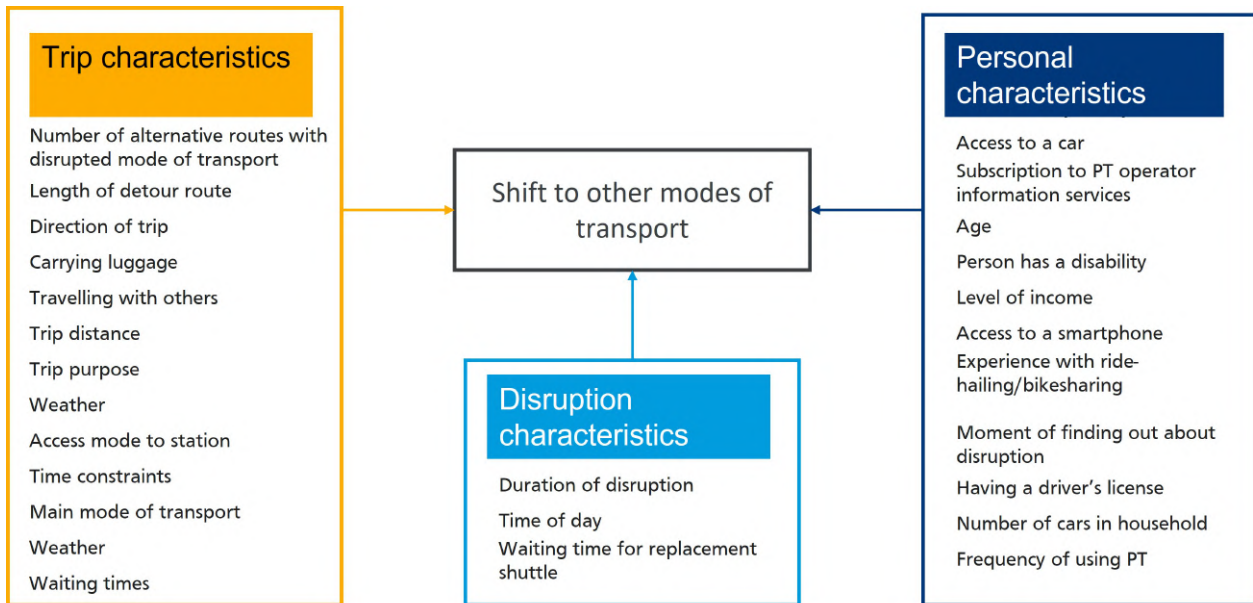 Trip characteristics
Number of alternative routes with
disrupted mode of transport
Length of detour route
Direction of trip
Carrying luggage
Travelling with others
Trip distance
Trip purpose
Weather
Access mode to station
Time constraints
Main mode of transport
Weather
Waiting times
Shift to other modes of
transport
Disruption
characteristics
Duration of disruption
Time of day
Waiting time for replacement
shuttle
Personal
characteristics
Access to a car
Subscription to PT operator
information services
Age
Person has a disability
Level of income
Access to a smartphone
Experience with ride-
hailing/bikesharing
Moment of finding out about
disruption
Having a driver's license
Number of cars in household
Frequency of using PT